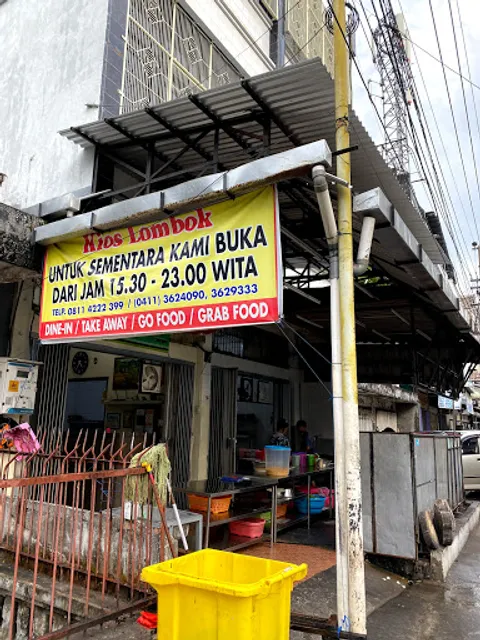 Kios Lombok
UNTUK SEMENTARA KAMI BUKA
DARI JAM 15.30 - 23.00 WITA
TELP. 0811 4222 399 / (0411) 3624090, 3629333
DINE-IN / TAKE AWAY / GO FOOD / GRAB FOOD